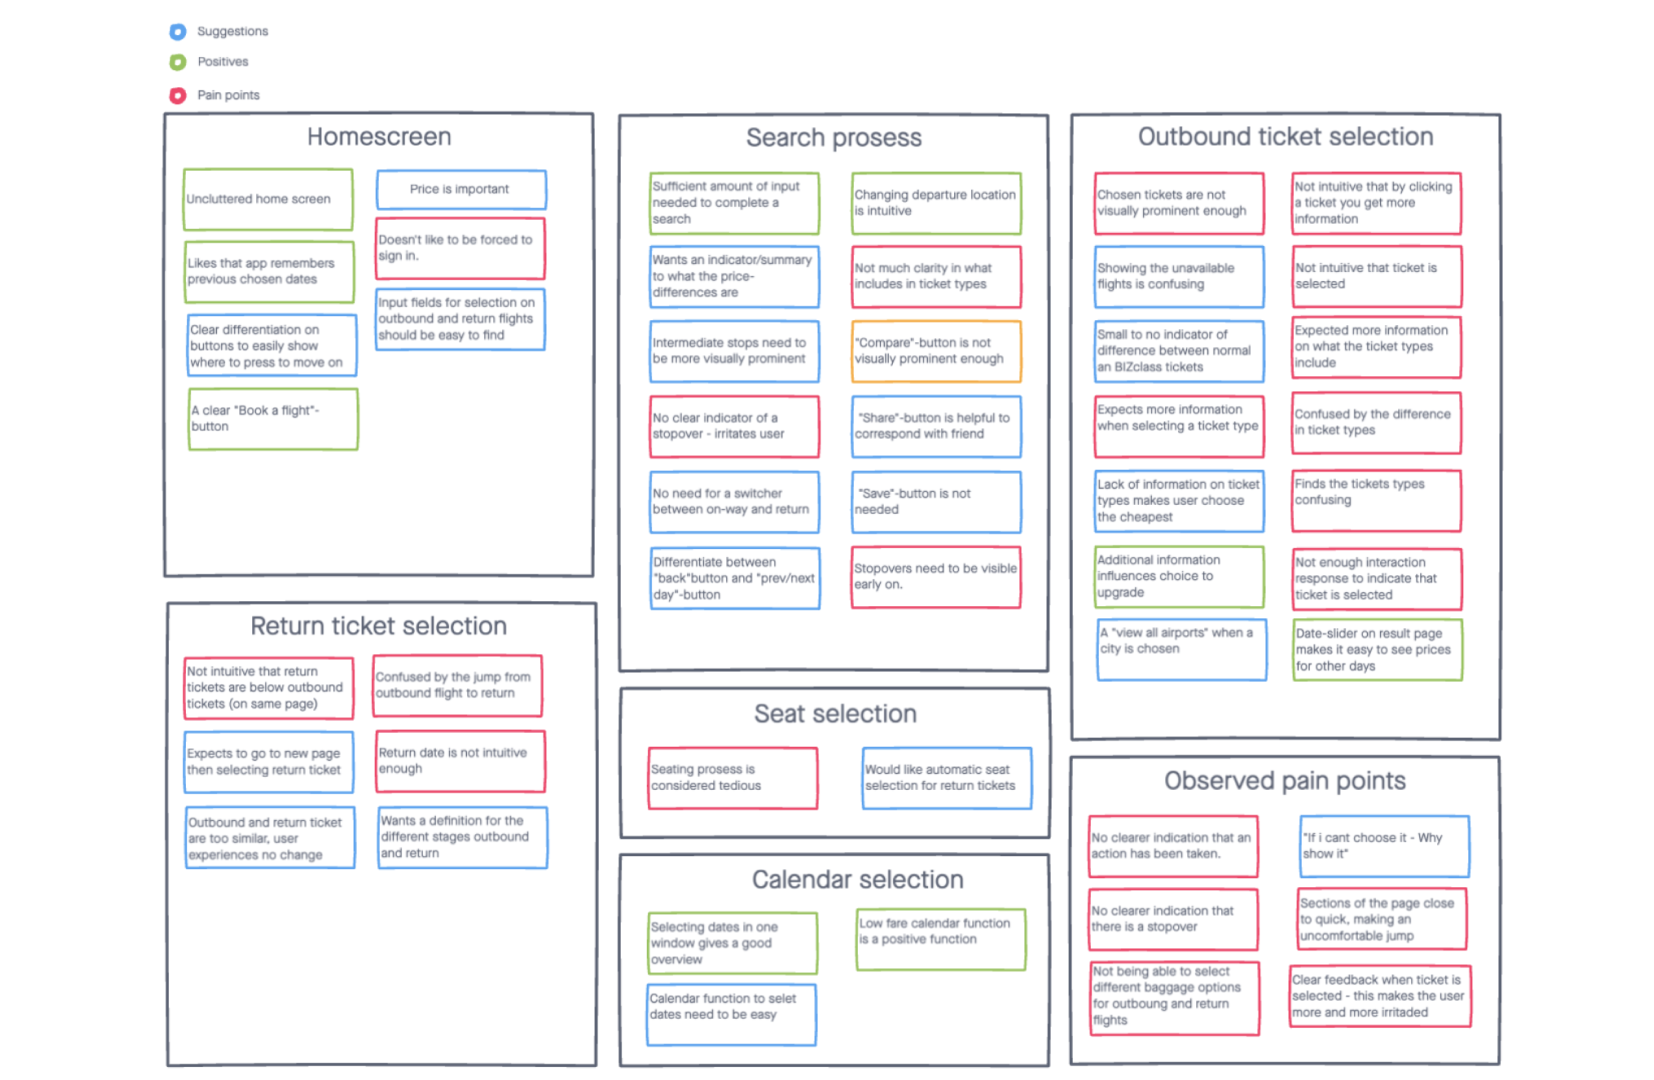 Suggestions
Positives
Pain points
Homescreen
Uncluttered home screen
Likes that app remembers
previous chosen dates
Clear differentiation on
buttons to easily show
where to press to move on
A clear "Book a flight"-
button
Price is important
Doesn't like to be forced to
sign in.
Input fields for selection on
outbound and return flights
should be easy to find
Search prosess
Sufficient amount of input
needed to complete a
search
Wants an indicator/summary
to what the price-
differences are
Intermediate stops need to
be more visually prominent
No clear indicator of a
stopover - irritates user
No need for a switcher
between on-way and return
Differentiate between
"back"button and "prev/next
day"-button
Changing departure location
is intuitive
Not much clarity in what
includes in ticket types
"Compare"-button is not
visually prominent enough
"Share"-button is helpful to
correspond with friend
"Save"-button is not
needed
Stopovers need to be visible
early on.
Outbound ticket selection
Chosen tickets are not
visually prominent enough
Showing the unavailable
flights is confusing
Small to no indicator of
difference between normal
an BIZclass tickets
Expects more information
when selecting a ticket type
Lack of information on ticket
types makes user choose
the cheapest
Additional information
influences choice to
upgrade
A "view all airports" when a
city is chosen
Not intuitive that by clicking
a ticket you get more
information
Not intuitive that ticket is
selected
Expected more information
on what the ticket types
include
Confused by the difference
in ticket types
Finds the tickets types
confusing
Not enough interaction
response to indicate that
ticket is selected
Date-slider on result page
makes it easy to see prices
for other days
Return ticket selection
Not intuitive that return
tickets are below outbound
tickets (on same page)
Expects to go to new page
then selecting return ticket
Outbound and return ticket
are too similar, user
experiences no change
Confused by the jump from
outbound flight to return
Return date is not intuitive
enough
Wants a definition for the
different stages outbound
and return
Seat selection
Seating prosess is
considered tedious
Would like automatic seat
selection for return tickets
Calendar selection
Selecting dates in one
window gives a good
overview
Calendar function to selet
dates need to be easy
Low fare calendar function
is a positive function
Observed pain points
No clearer indication that an
action has been taken.
No clearer indication that
there is a stopover
Not being able to select
different baggage options
for outboung and return
flights
"If i cant choose it - Why
show it"
Sections of the page close
to quick, making an
uncomfortable jump
Clear feedback when ticket is
selected - this makes the user
more and more irritaded